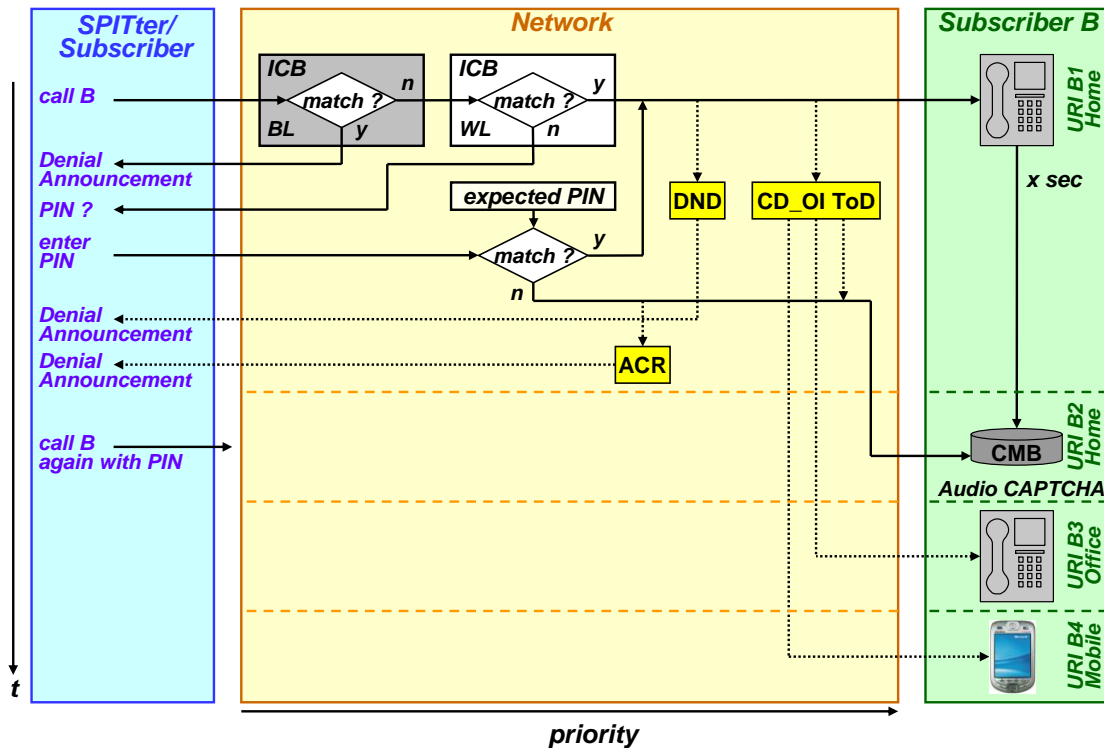 SPITter/
Subscriber
Network
Subscriber B
ICB
match ?
n
BL
y
ICB
match ?
y
WL
n
call B
URI B1
Home
Denial
Announcement
x sec
PIN ?
expected PIN
DND
CD_OI ToD
enter
PIN
match ?
y
n
Denial
Announcement
Denial
Announcement
ACR
call B
again with PIN
CMB
URI B2
Home
Audio CAPTCHA
URI B3
Office
URI B4
Mobile
t
priority